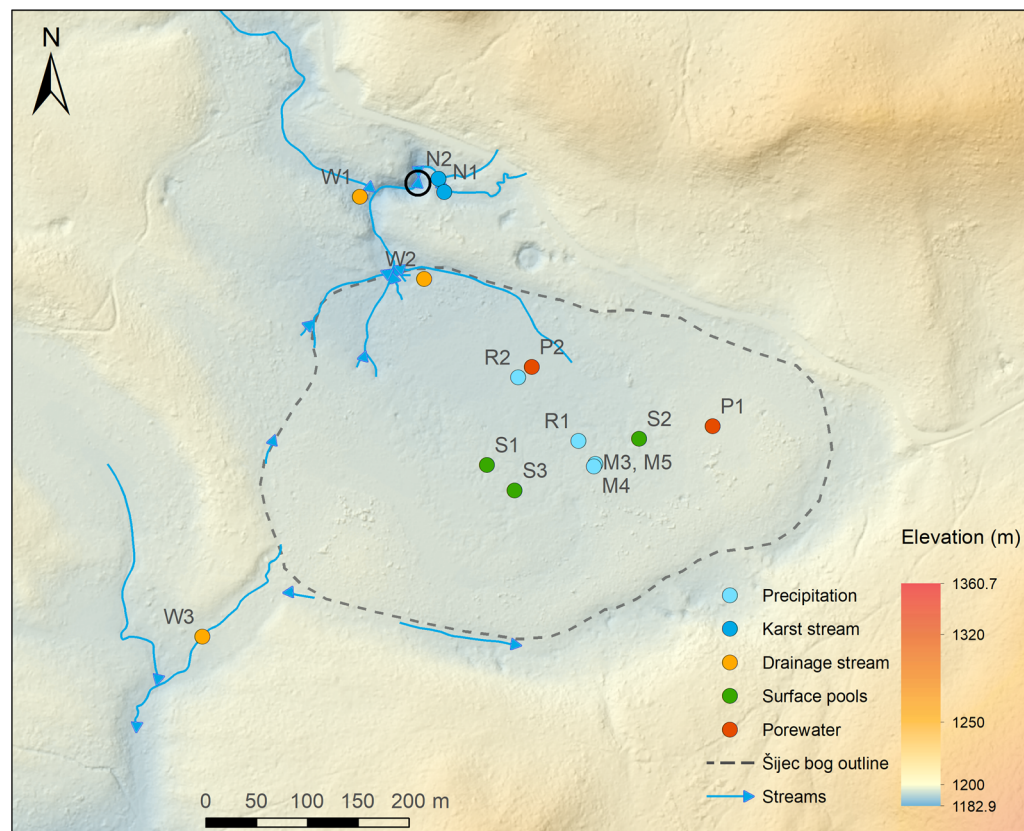 N
N2
N1
W1
W2
P2
R2
P1
R1
S2
S1
M3, M5
S3
M4
W3
Elevation (m)
1360.7
1320
1250
1200
1182.9
Precipitation
Karst stream
Drainage stream
Surface pools
Porewater
Šijec bog outline
Streams
0 50 100 150 200 m